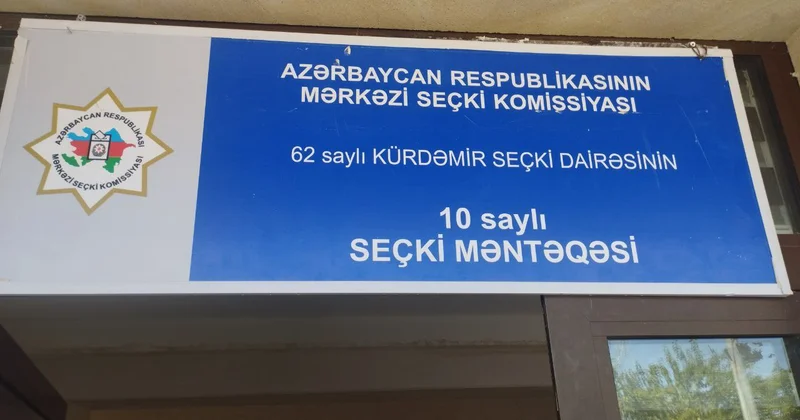 AZƏRBAYCAN RESPUBLİKASI
MƏRKƏZİ SEÇKİ KOMİSSİYASI
AZƏRBAYCAN RESPUBLİKASININ
MƏRKƏZİ SEÇKİ KOMİSSİYASI
62 saylı KÜRDƏMİR SEÇKİ DAİRƏSİNİN
10 saylı
SEÇKİ MƏNTƏQƏSİ